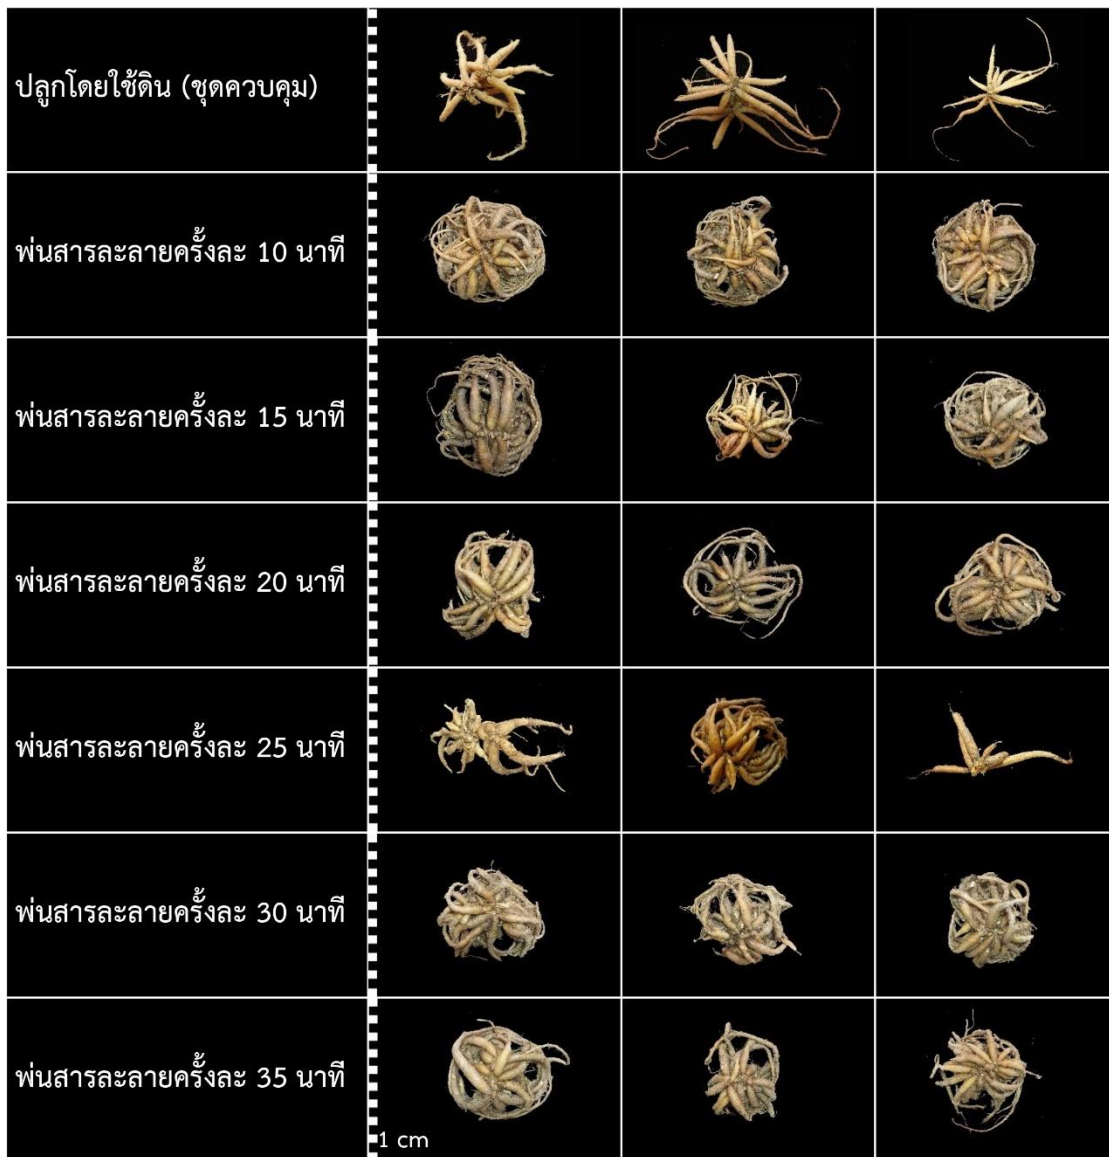 ปลูกโดยใช้ดิน (ชุดควบคุม)
พ่นสารละลายครั้งละ 10 นาที
พ่นสารละลายครั้งละ 15 นาที
พ่นสารละลายครั้งละ 20 นาที
พ่นสารละลายครั้งละ 25 นาที
พ่นสารละลายครั้งละ 30 นาที
พ่นสารละลายครั้งละ 35 นาที
1 cm